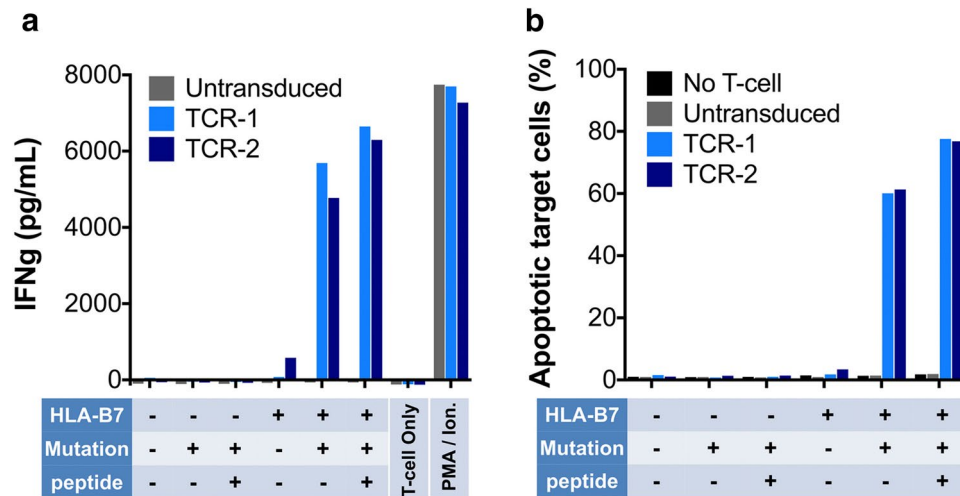 a
IFNg (pg/mL)
8000
6000
4000
2000
0
Untransduced
TCR-1
TCR-2
HLA-B7 - - - + + +
Mutation - + + - + +
peptide - - + - - +
T-cell Only
PMA / Ion.
b
Apoptotic target cells (%)
100
80
60
40
20
0
No T-cell
Untransduced
TCR-1
TCR-2
HLA-B7 - - - + + +
Mutation - + + - + +
peptide - - + - - +